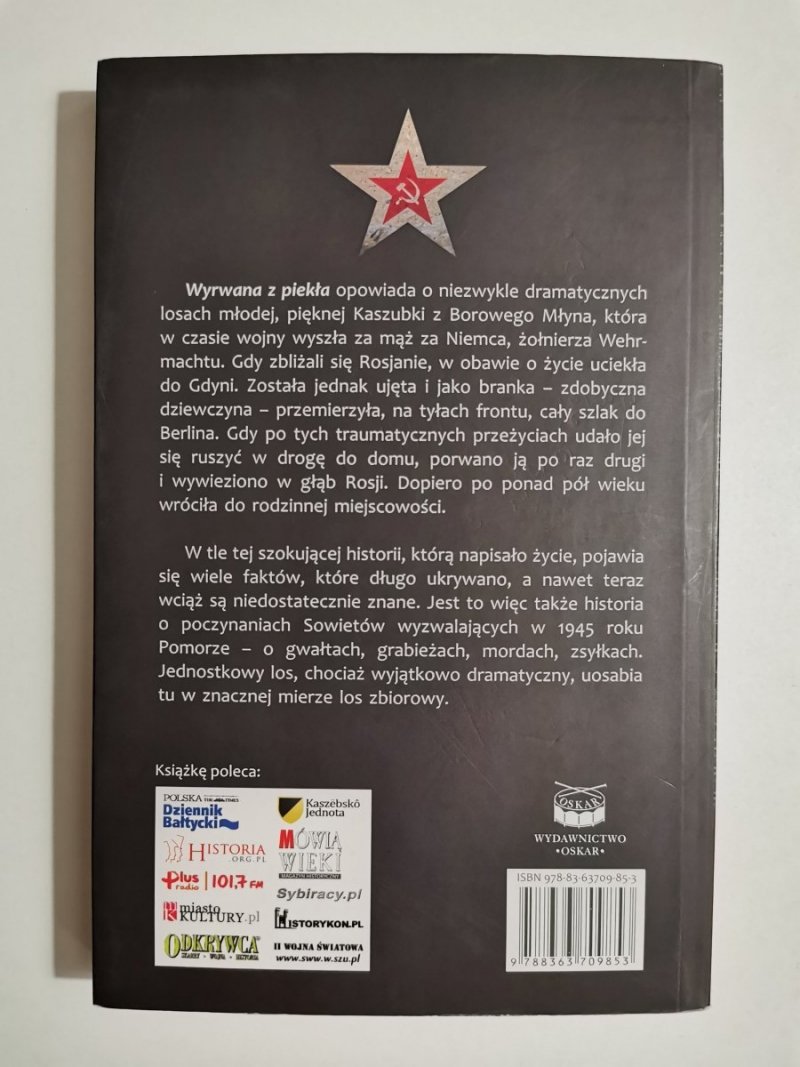 Wyrwana z piekła opowiada o niezwykle dramatycznych
losach młodej, pięknej Kaszubki z Borowego Młyna, która
w czasie wojny wyszła za mąż za Niemca, żołnierza Wehr-
machtu. Gdy zbliżali się Rosjanie, w obawie o życie uciekła
do Gdyni. Została jednak ujęta i jako branka – zdobyczna
dziewczyna – przemierzyła, na tyłach frontu, cały szlak do
Berlina. Gdy po tych traumatycznych przeżyciach udało jej
się ruszyć w drogę do domu, porwano ją po raz drugi
i wywieziono w głąb Rosji. Dopiero po ponad pół wieku
wróciła do rodzinnej miejscowości.
W tle tej szokującej historii, którą napisało życie, pojawia
się wiele faktów, które długo ukrywano, a nawet teraz
wciąż są niedostatecznie znane. Jest to więc także historia
o poczynaniach Sowietów wyzwalających w 1945 roku
Pomorze – o gwałtach, grabieżach, mordach, zsyłkach.
Jednostkowy los, chociaż wyjątkowo dramatyczny, uosabia
tu w znacznej mierze los zbiorowy.
Książkę poleca:
POLSKA THE TIMES
Dziennik
Bałtycki
Kaszëbskô
Jednota
HISTORIA
.ORG.PL
MÓWIĄ
WIEKI
MAGAZYN HISTORYCZNY
Plus
radio 101,7 FM
Sybiracy.pl
miasto
KULTURY.pl
HISTORYKON.PL
ODKRYWCA
SKARBY • WOJNA • HISTORIA
II WOJNA ŚWIATOWA
www.sww.w.szu.pl
OSKAR
WYDAWNICTWO
•OSKAR•
ISBN 978-83-63709-85-3
9 788363 709853